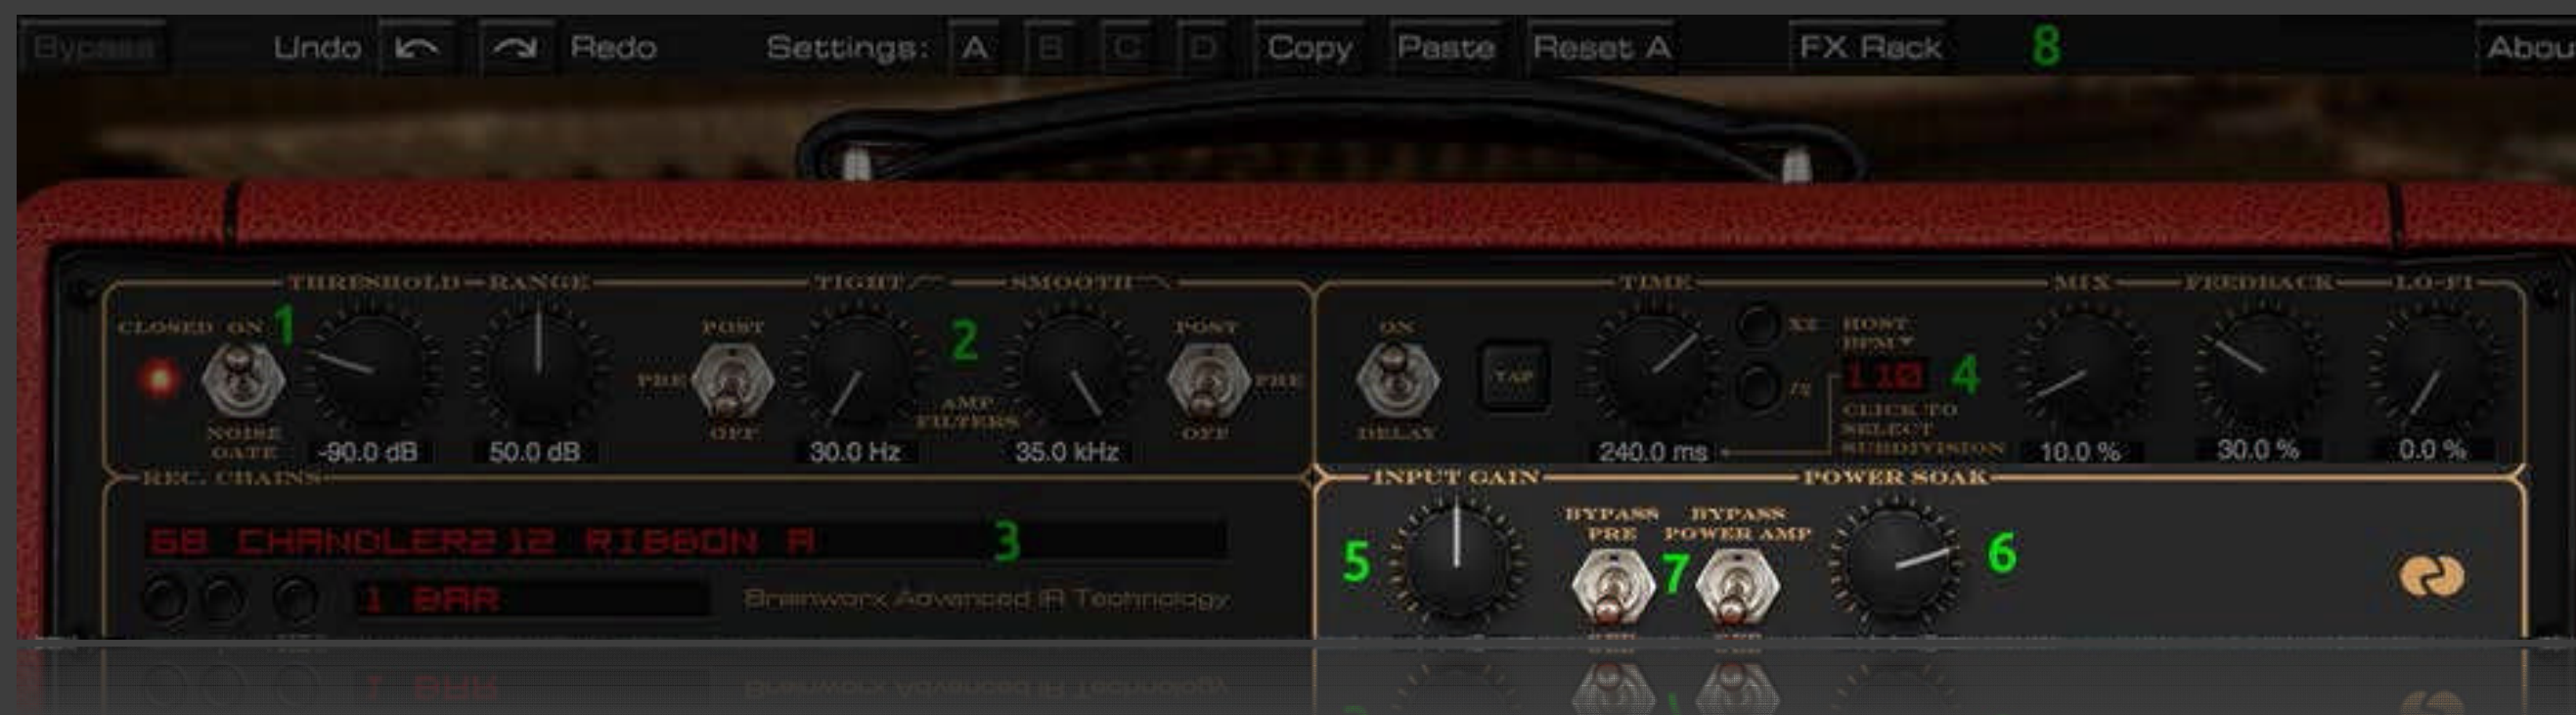 Bypass Undo Redo Settings: A B C D Copy Paste Reset A FX Rack 8 Abou
THRESHOLD RANGE TIGHT SMOOTH TIME MIX FEEDBACK LO-FI
CLOSED ON 1 POST 2 POST ON X2 HOST
BPM
PRE PRE TAP 110 4
/2
AMP
FILTERS
CLICK TO
SELECT
SUBDIVISION
NOISE
GATE
OFF OFF DELAY
-90.0 dB 50.0 dB 30.0 Hz 35.0 kHz 240.0 ms 10.0 % 30.0 % 0.0 %
REC. CHAINS INPUT GAIN POWER SOAK
68 CHANDLER212 RIBBON A 3
5 BYPASS
PRE
7 BYPASS
POWER AMP
6
1 BAR Brainworx Advanced IR Technology